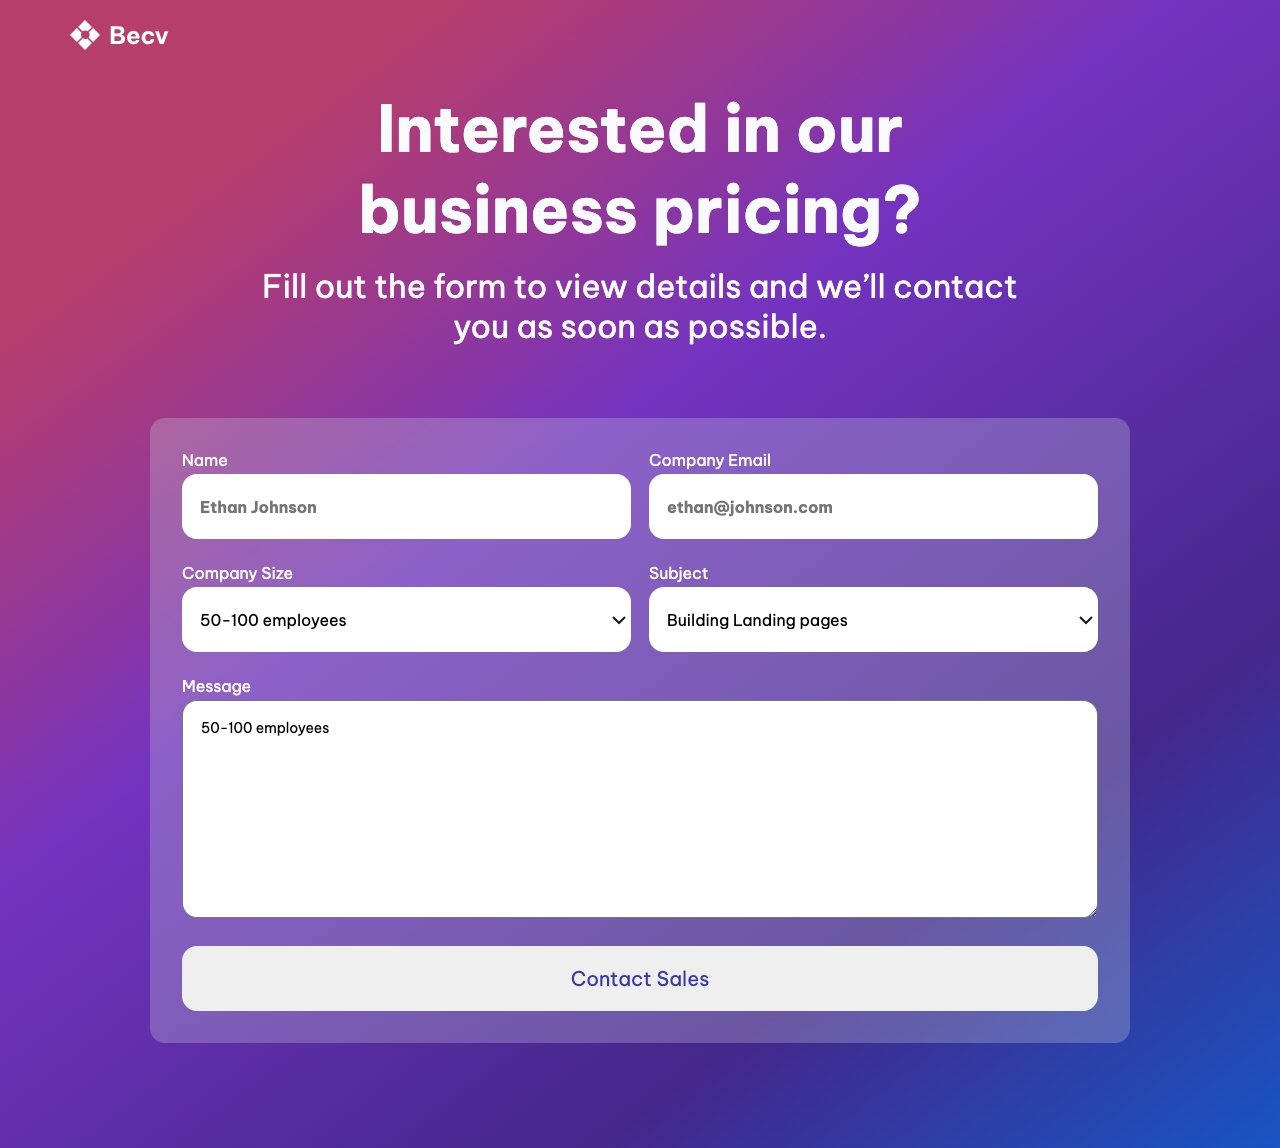 Becv
Interested in our
business pricing?
Fill out the form to view details and we’ll contact
you as soon as possible.
Name
Company Email
Ethan Johnson
ethan@johnson.com
Company Size
Subject
50-100 employees
Building Landing pages
Message
50-100 employees
Contact Sales